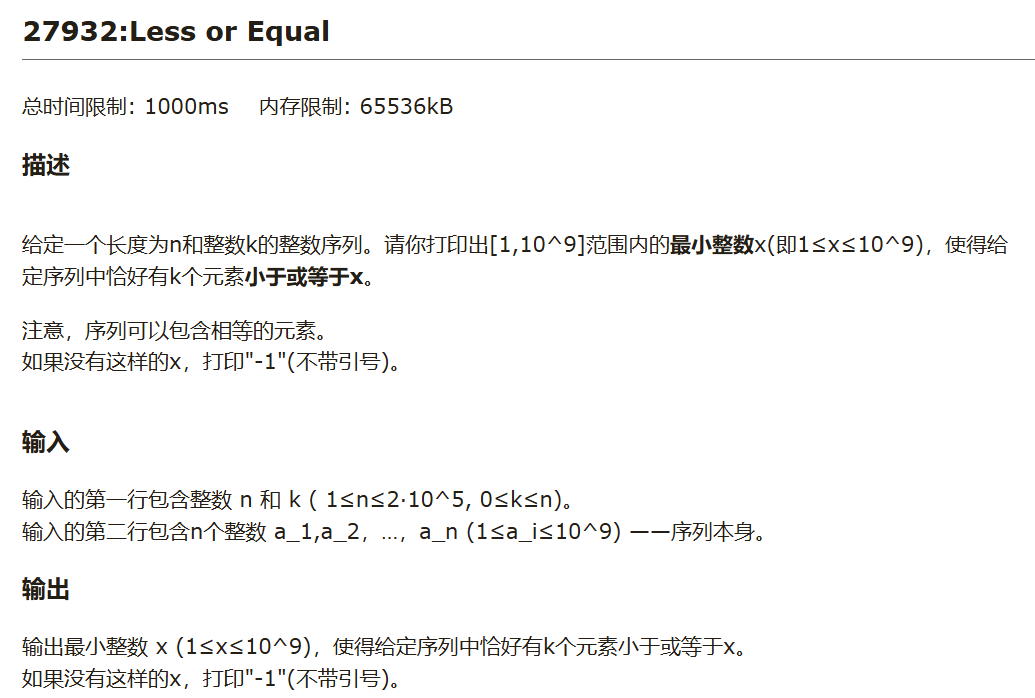 27932:Less or Equal
总时间限制: 1000ms 内存限制: 65536kB
描述
给定一个长度为n和整数k的整数序列。请你打印出[1,10^9]范围内的最小整数x(即1≤x≤10^9)，使得给
定序列中恰好有k个元素小于或等于x。
注意，序列可以包含相等的元素。
如果没有这样的x，打印"-1"(不带引号)。
输入
输入的第一行包含整数 n 和 k ( 1≤n≤2·10^5, 0≤k≤n)。
输入的第二行包含n个整数 a_1,a_2，...，a_n (1≤a_i≤10^9) ——序列本身。
输出
输出最小整数 x (1≤x≤10^9)，使得给定序列中恰好有k个元素小于或等于x。
如果没有这样的x，打印"-1"(不带引号)。